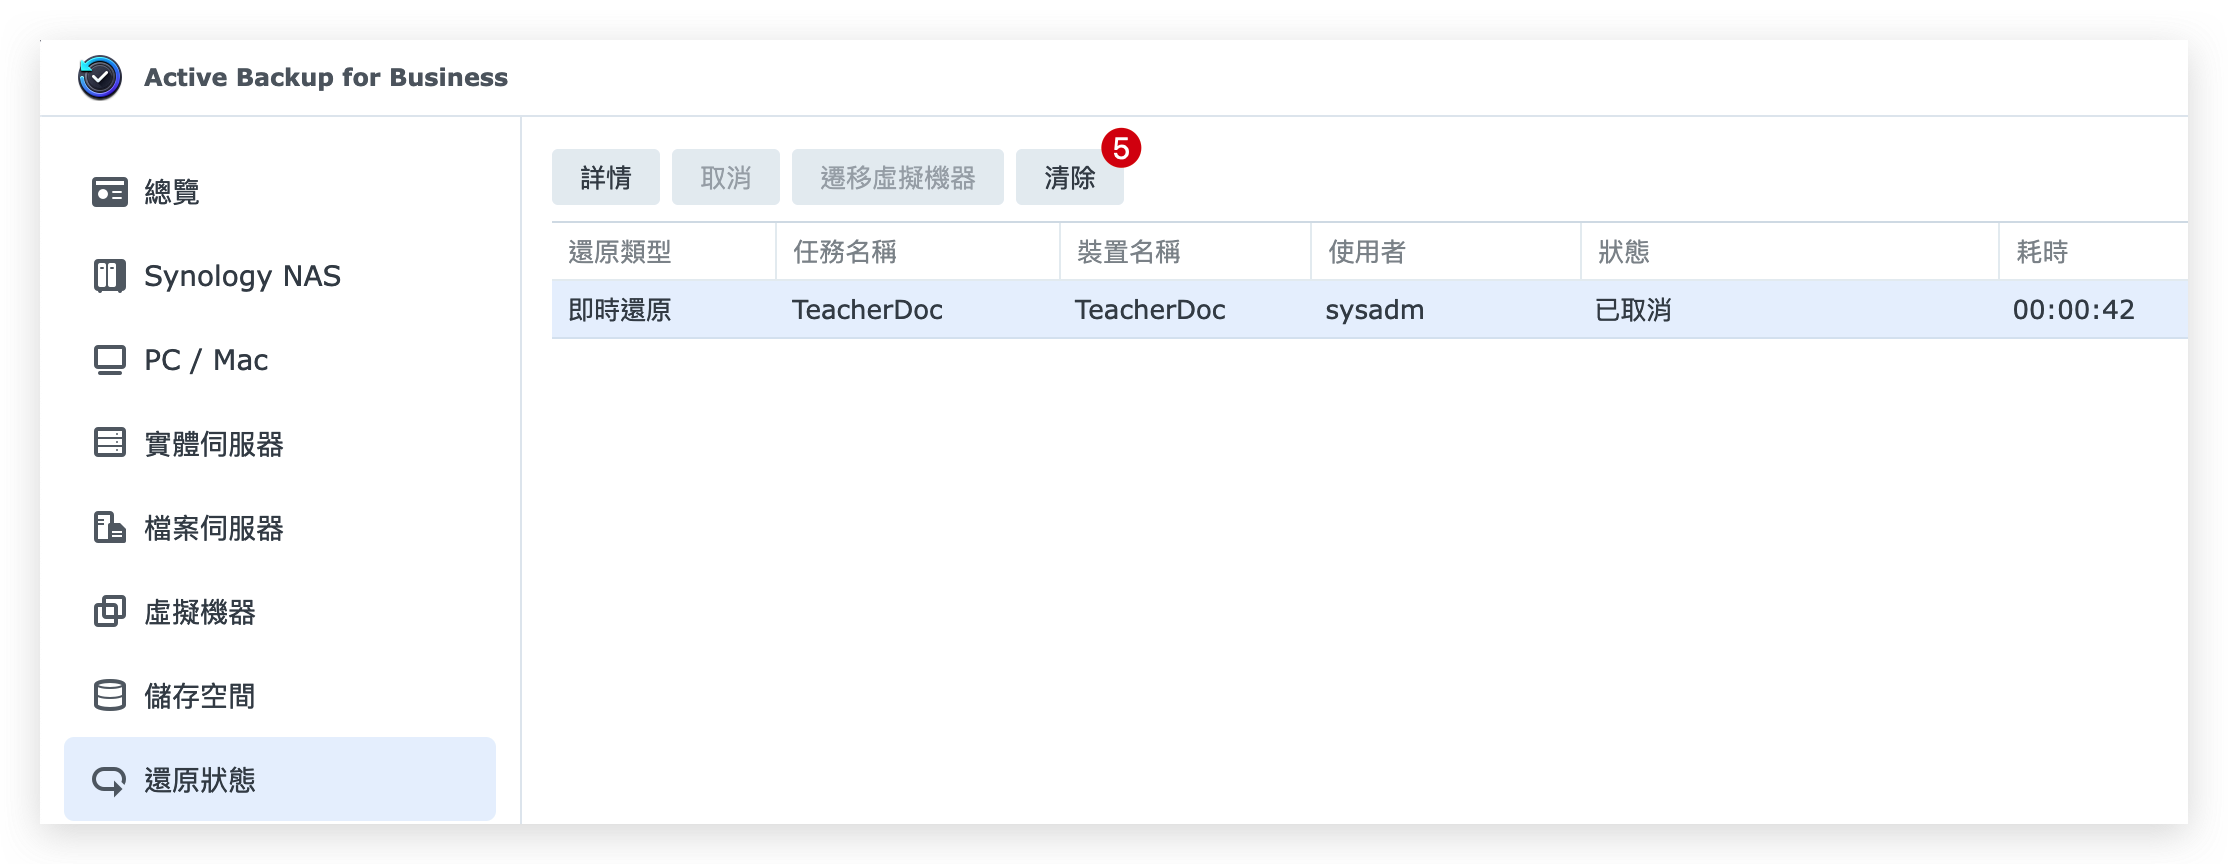 Active Backup for Business
總覽
Synology NAS
PC / Mac
實體伺服器
檔案伺服器
虛擬機器
儲存空間
還原狀態
詳情 取消 遷移虛擬機器 清除 5
還原類型 任務名稱 裝置名稱 使用者 狀態 耗時
即時還原 TeacherDoc TeacherDoc sysadm 已取消 00:00:42